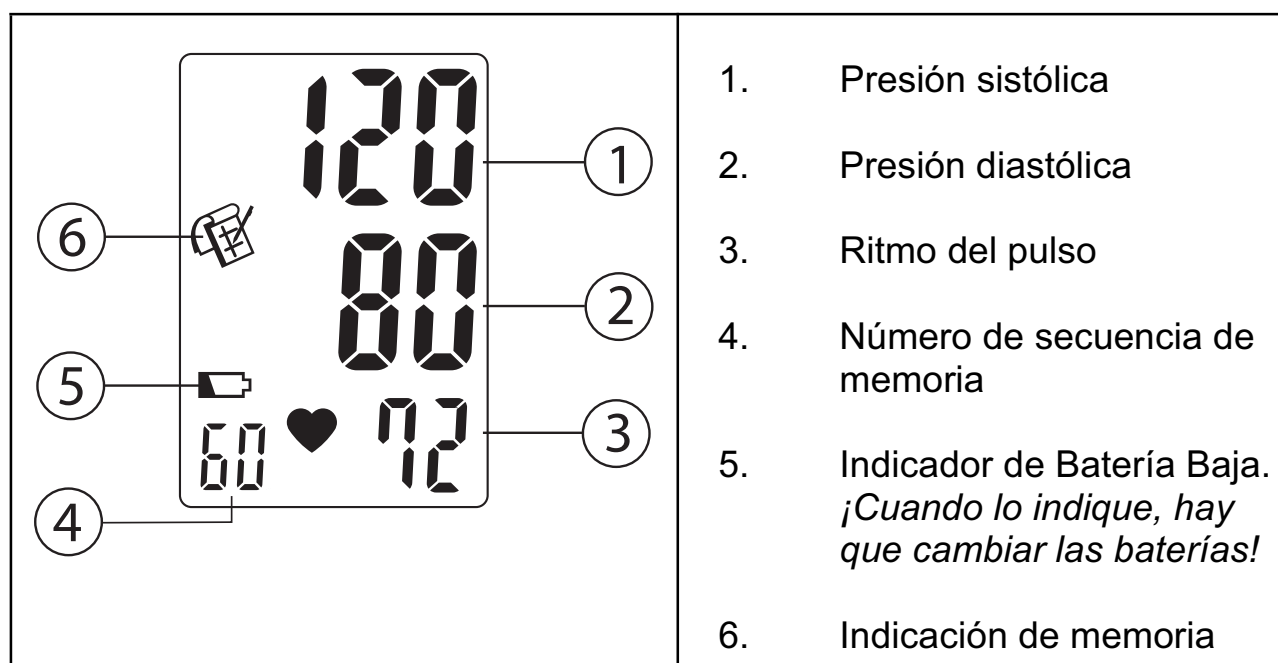 120
1
6
80
2
5
60
72
3
4
1. Presión sistólica
2. Presión diastólica
3. Ritmo del pulso
4. Número de secuencia de
memoria
5. Indicador de Batería Baja.
¡Cuando lo indique, hay
que cambiar las baterías!
6. Indicación de memoria